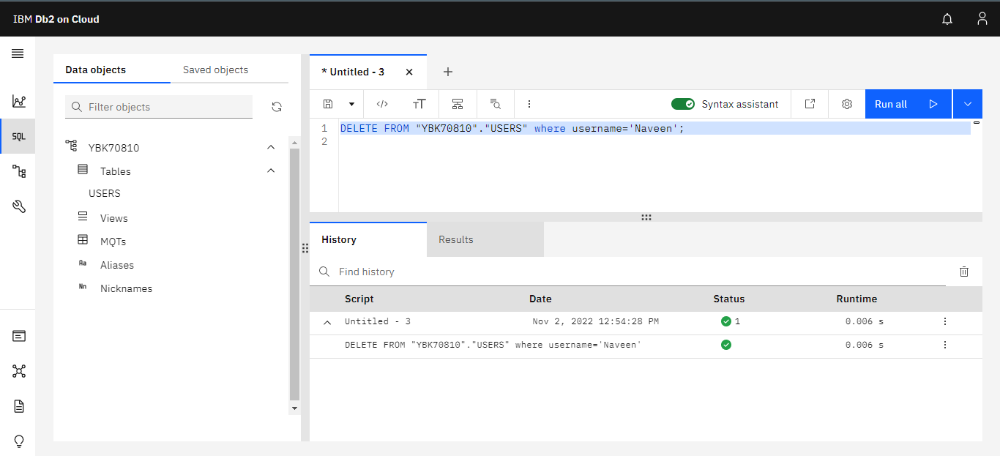 IBM Db2 on Cloud
SQL
Data objects
Saved objects
Filter objects
YBK70810
Tables
USERS
Views
MQTs
Aa Aliases
Nn Nicknames
* Untitled - 3
Syntax assistant
Run all
1 DELETE FROM "YBK70810"."USERS" where username='Naveen';
2
History
Results
Find history
Script Date Status Runtime
Untitled - 3 Nov 2, 2022 12:54:28 PM 1 0.006 s
DELETE FROM "YBK70810"."USERS" where username='Naveen' 0.006 s